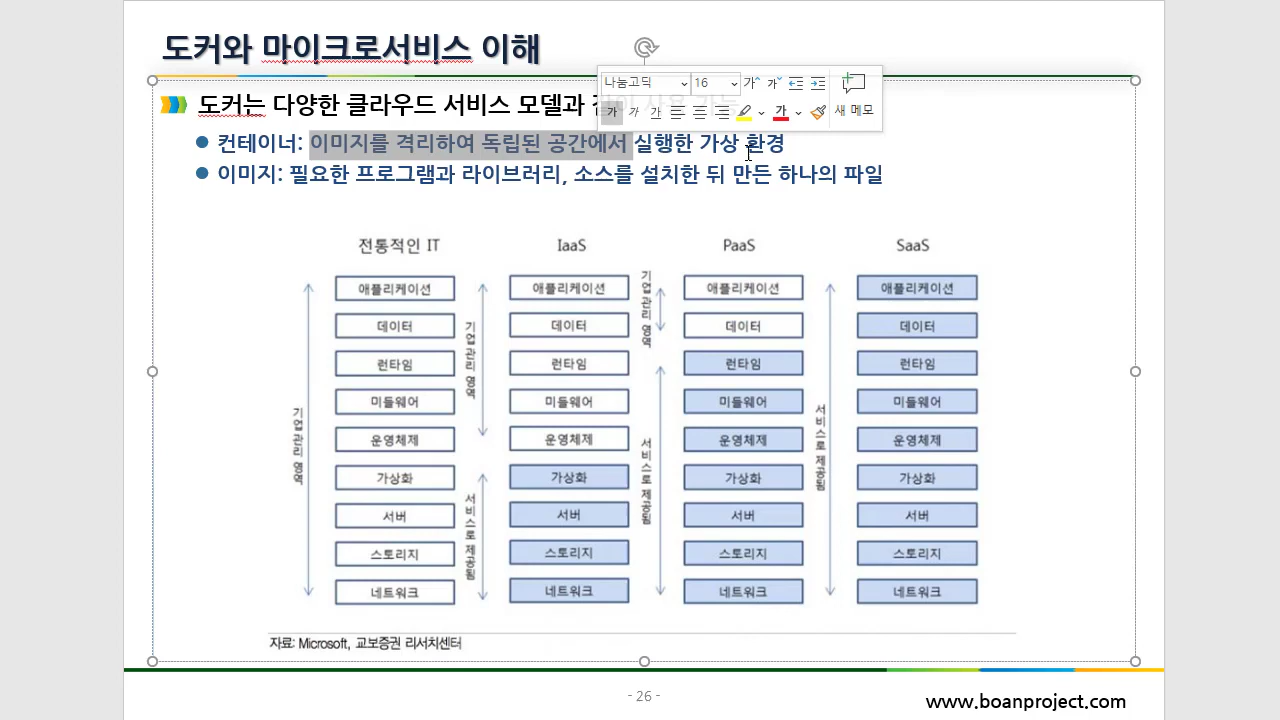 도커와 마이크로서비스 이해
나눔고딕 16 가 가
가 가 가 가 새 메모
도커는 다양한 클라우드 서비스 모델과
컨테이너: 이미지를 격리하여 독립된 공간에서 실행한 가상 환경
이미지: 필요한 프로그램과 라이브러리, 소스를 설치한 뒤 만든 하나의 파일
전통적인 IT IaaS PaaS SaaS
애플리케이션 애플리케이션 애플리케이션 애플리케이션
데이터 데이터 데이터 데이터
런타임 런타임 런타임 런타임
미들웨어 미들웨어 미들웨어 미들웨어
운영체제 운영체제 운영체제 운영체제
가상화 가상화 가상화 가상화
서버 서버 서버 서버
스토리지 스토리지 스토리지 스토리지
네트워크 네트워크 네트워크 네트워크
기업 관리 영역
기업 관리 영역
서비스로 제공됨
기업 관리 영역
서비스로 제공됨
서비스로 제공됨
자료: Microsoft, 교보증권 리서치센터
- 26 -
www.boanproject.com